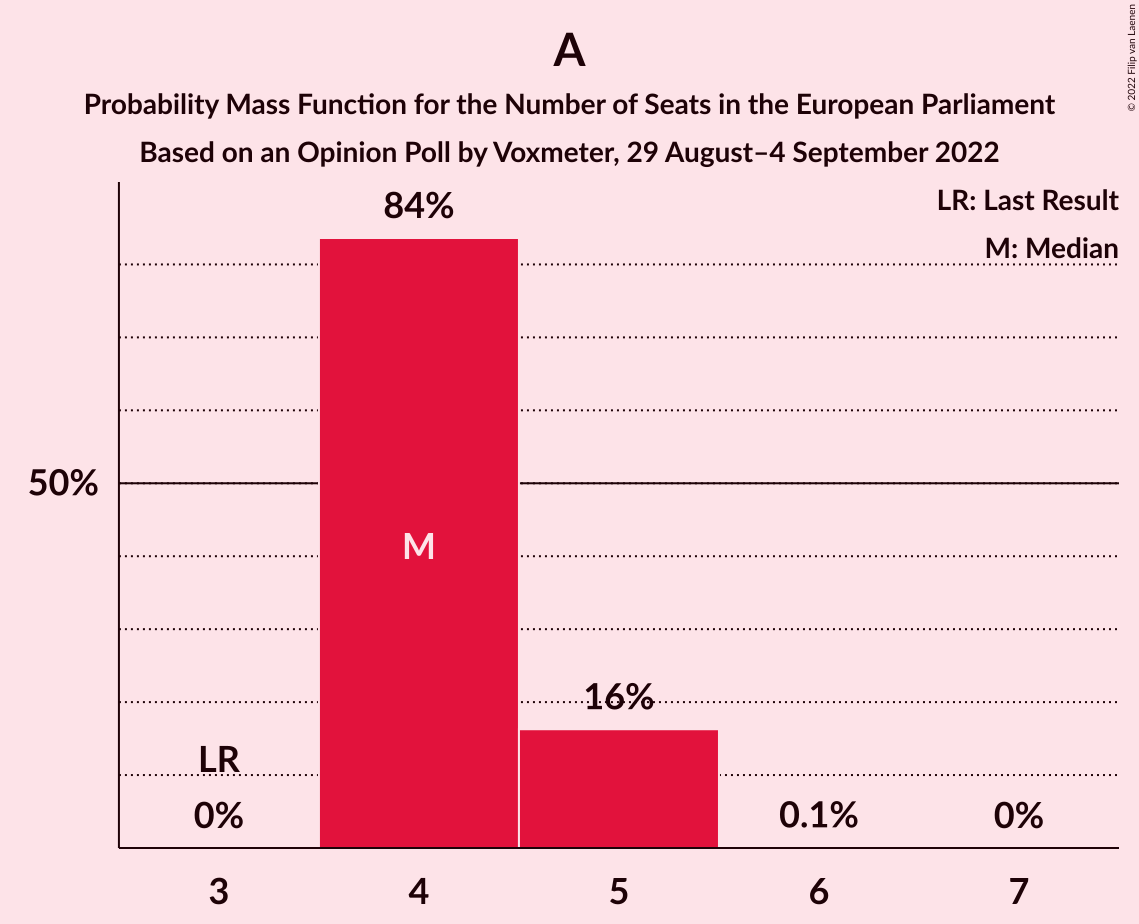 A
Probability Mass Function for the Number of Seats in the European Parliament
Based on an Opinion Poll by Voxmeter, 29 August–4 September 2022
© 2022 Filip van Laenen
LR: Last Result
M: Median
84%
50%
M
16%
LR
0%
0.1%
0%
3
4
5
6
7